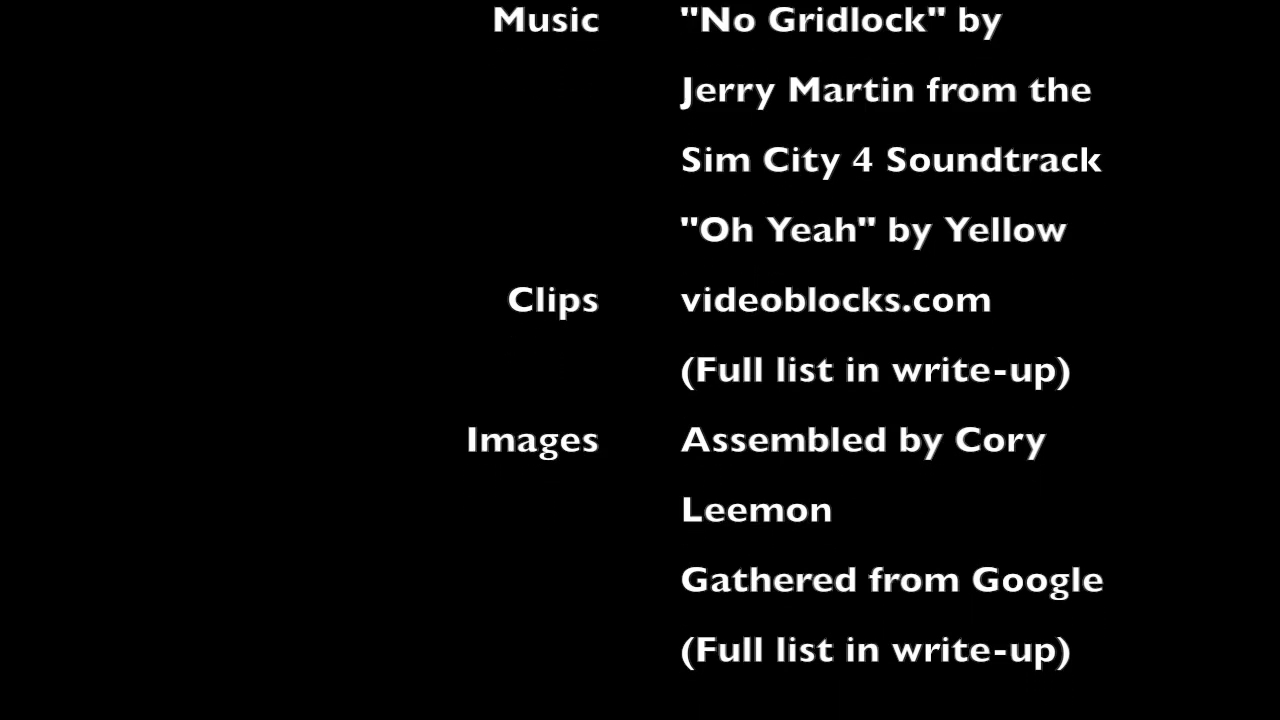 Music "No Gridlock" by
Jerry Martin from the
Sim City 4 Soundtrack
"Oh Yeah" by Yellow
Clips videoblocks.com
(Full list in write-up)
Images Assembled by Cory
Leemon
Gathered from Google
(Full list in write-up)